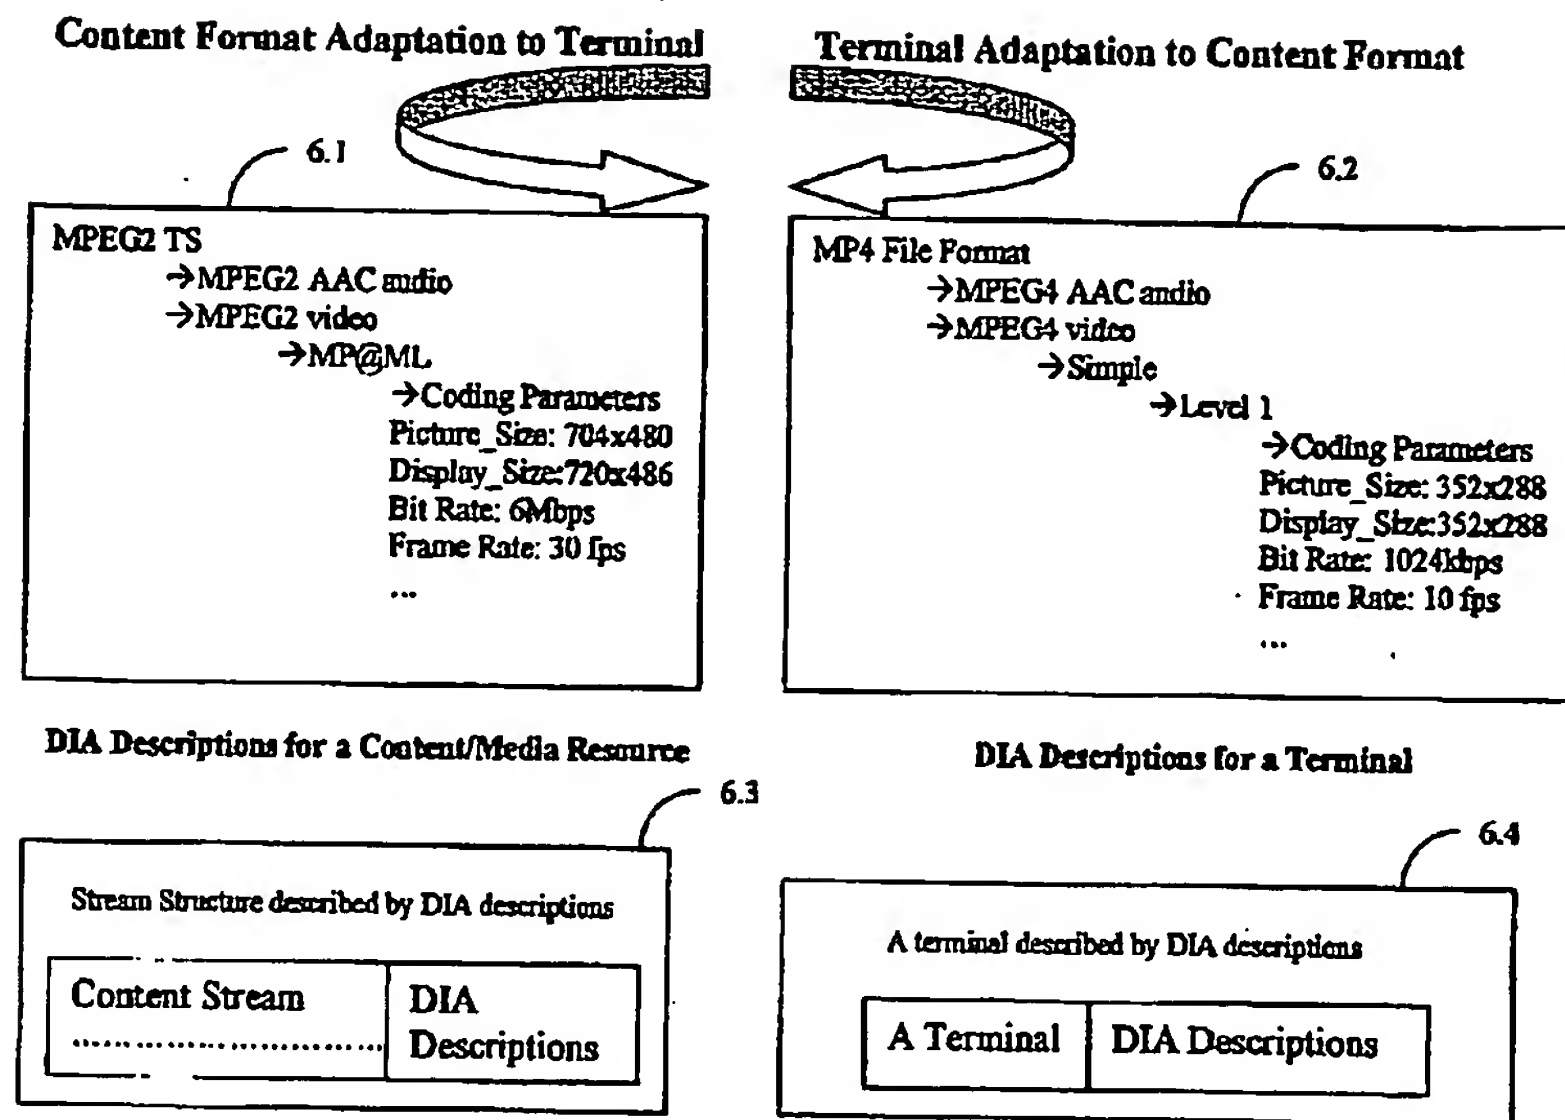 Content Format Adaptation to Terminal
Terminal Adaptation to Content Format
6.1
6.2
MPEG2 TS
→MPEG2 AAC audio
→MPEG2 video
→MP@ML
→Coding Parameters
Picture_Size: 704x480
Display_Size:720x486
Bit Rate: 6Mbps
Frame Rate: 30 fps
...
MP4 File Format
→MPEG4 AAC audio
→MPEG4 video
→Simple
→Level 1
→Coding Parameters
Picture_Size: 352x288
Display_Size:352x288
Bit Rate: 1024kbps
Frame Rate: 10 fps
...
DIA Descriptions for a Content/Media Resource
DIA Descriptions for a Terminal
6.3
6.4
Stream Structure described by DIA descriptions
Content Stream
DIA
Descriptions
A terminal described by DIA descriptions
A Terminal
DIA Descriptions